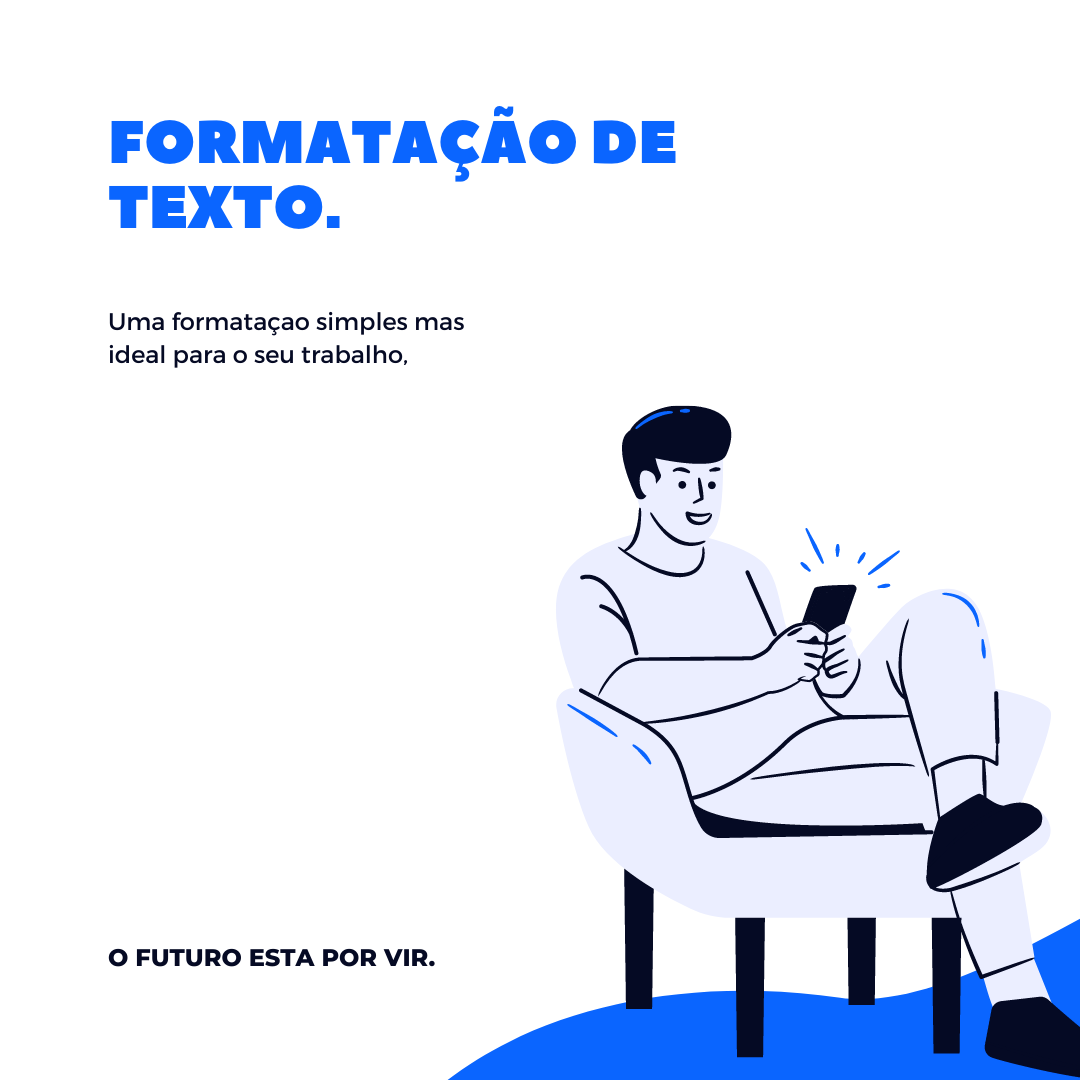 FORMATAÇÃO DE
TEXTO.
Uma formataçao simples mas
ideal para o seu trabalho,
O FUTURO ESTA POR VIR.